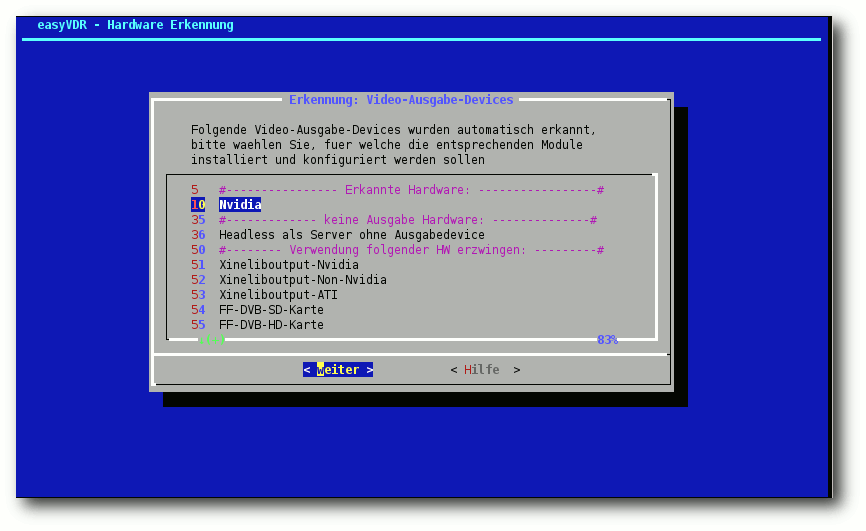 easyVDR - Hardware Erkennung
Erkennung: Video-Ausgabe-Devices
Folgende Video-Ausgabe-Devices wurden automatisch erkannt,
bitte waehlen Sie, fuer welche die entsprechenden Module
installiert und konfiguriert werden sollen
5 #---------------- Erkannte Hardware: -----------------#
10 Nvidia
35 #------------- keine Ausgabe Hardware: --------------#
36 Headless als Server ohne Ausgabedevice
50 #-------- Verwendung folgender HW erzwingen: ---------#
51 Xineliboutput-Nvidia
52 Xineliboutput-Non-Nvidia
53 Xineliboutput-ATI
54 FF-DVB-SD-Karte
55 FF-DVB-HD-Karte
83%
< Weiter > < Hilfe >